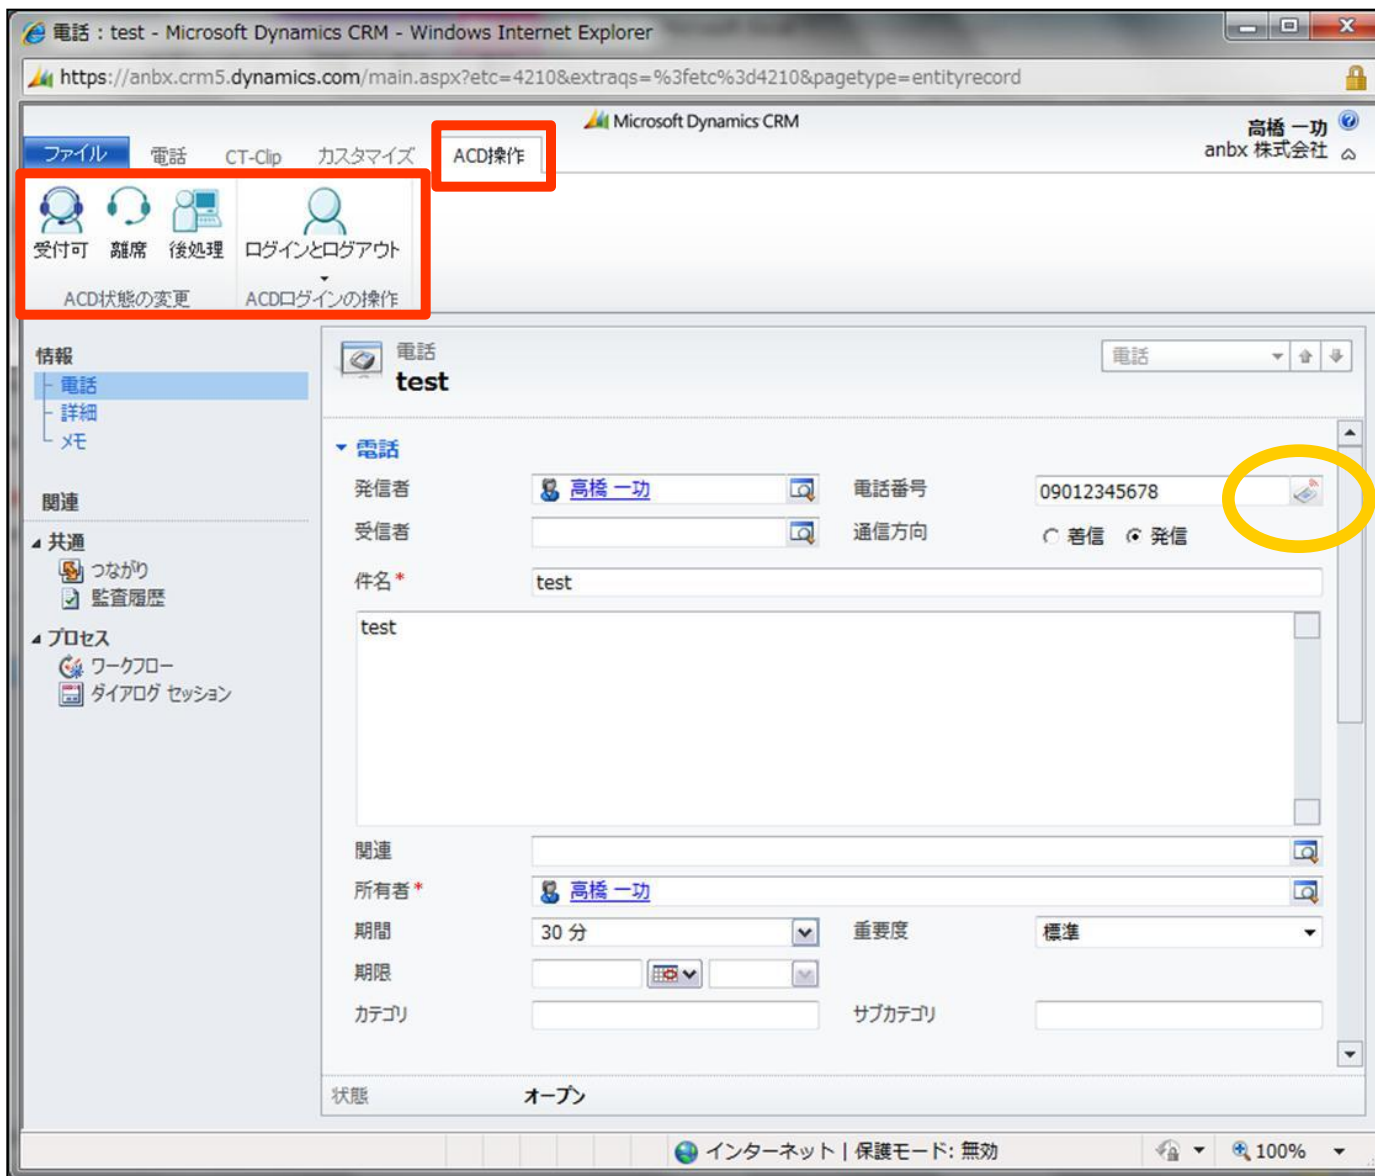 電話 : test - Microsoft Dynamics CRM - Windows Internet Explorer
https://anbx.crm5.dynamics.com/main.aspx?etc=4210&extraqs=%3fetc%3d4210&pagetype=entityrecord
Microsoft Dynamics CRM
高橋 一功
anbx 株式会社
ファイル 電話 CT-Clip カスタマイズ ACD操作
受付可 離席 後処理 ログインとログアウト
ACD状態の変更 ACDログインの操作
情報
電話
詳細
メモ
関連
共通
つながり
監査履歴
プロセス
ワークフロー
ダイアログ セッション
電話
test
電話
電話
発信者 高橋 一功 電話番号 09012345678
受信者 通信方向 着信 発信
件名* test
test
関連
所有者* 高橋 一功
期間 30 分 重要度 標準
期限
カテゴリ サブカテゴリ
状態 オープン
インターネット | 保護モード: 無効 100%